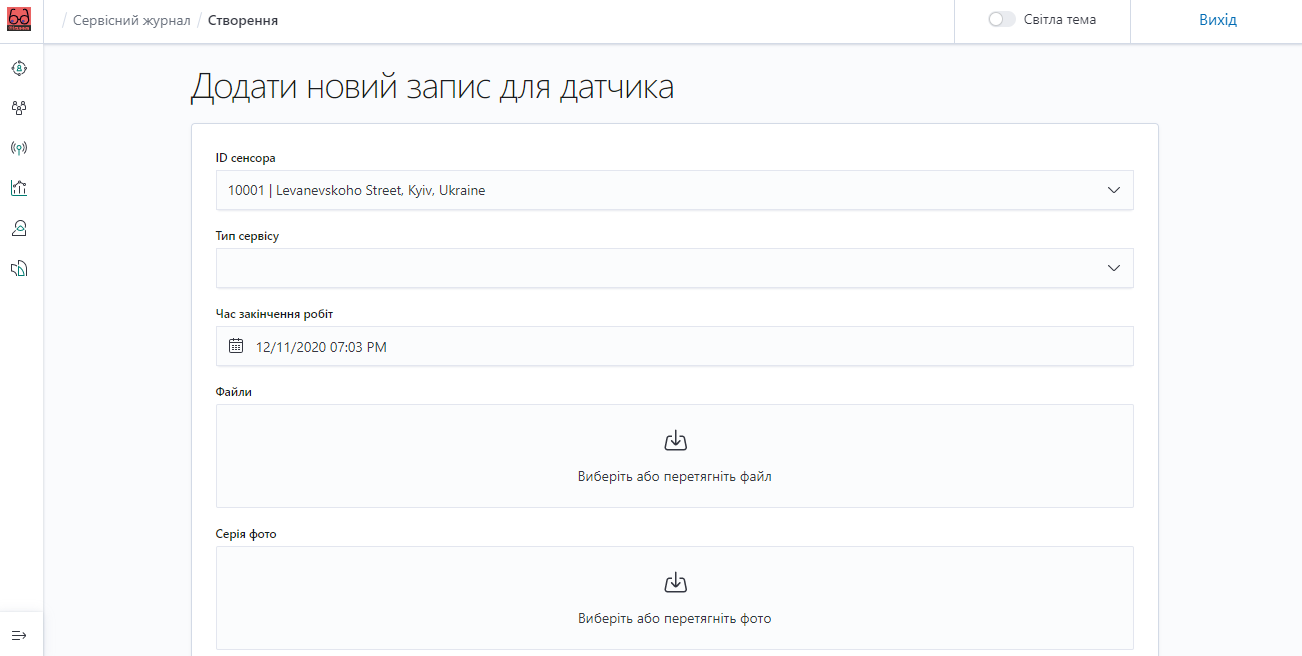 / Сервісний журнал / Створення
Світла тема
Вихід
Додати новий запис для датчика
ID сенсора
10001 | Levanevskoho Street, Kyiv, Ukraine
Тип сервісу
Час закінчення робіт
12/11/2020 07:03 PM
Файли
Виберіть або перетягніть файл
Серія фото
Виберіть або перетягніть фото